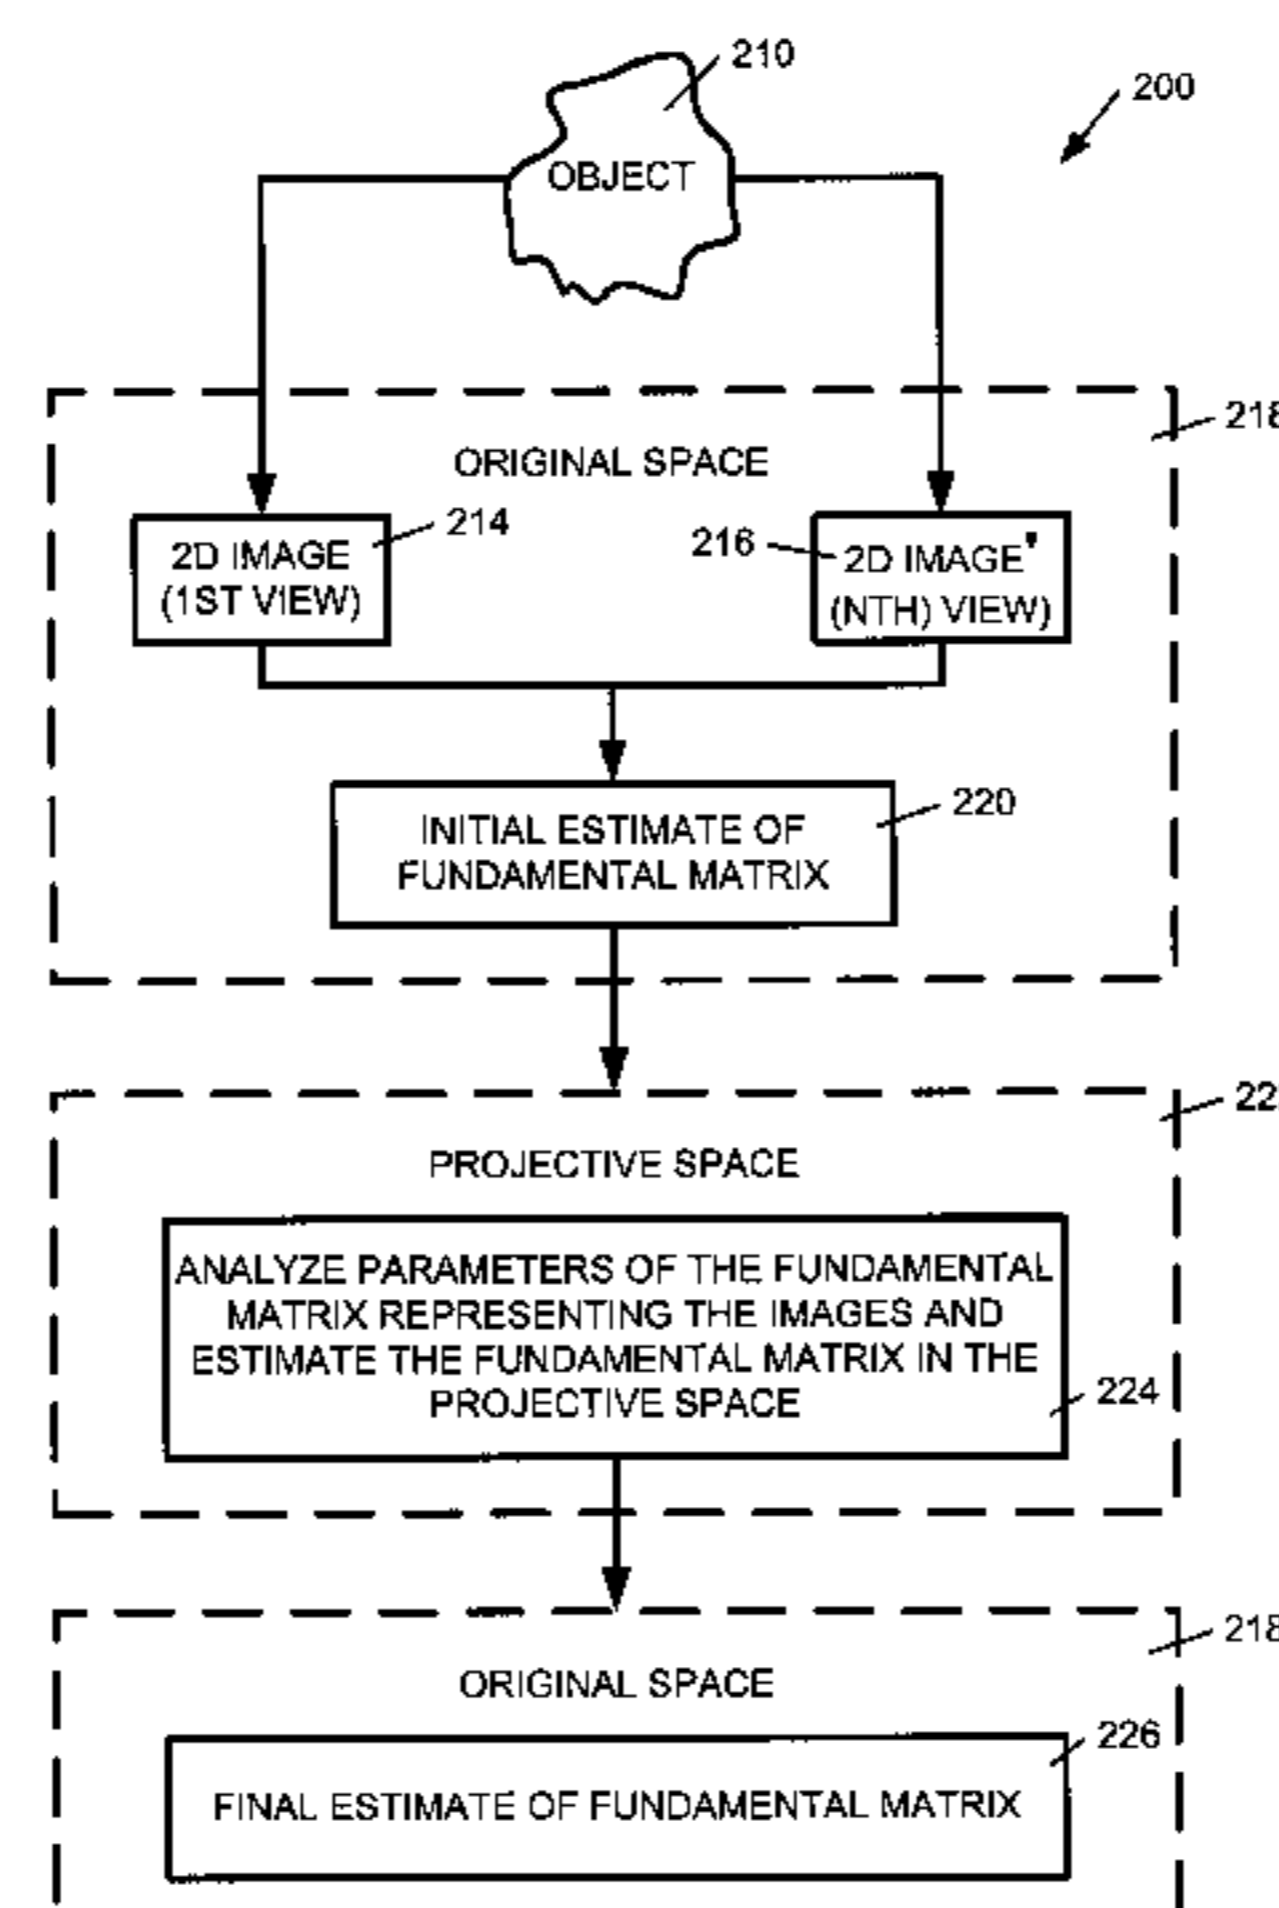 210
200
OBJECT
218
ORIGINAL SPACE
214
2D IMAGE
(1ST VIEW)
216
2D IMAGE'
(NTH) VIEW)
220
INITIAL ESTIMATE OF
FUNDAMENTAL MATRIX
PROJECTIVE SPACE
ANALYZE PARAMETERS OF THE FUNDAMENTAL
MATRIX REPRESENTING THE IMAGES AND
ESTIMATE THE FUNDAMENTAL MATRIX IN THE
PROJECTIVE SPACE
224
218
ORIGINAL SPACE
226
FINAL ESTIMATE OF FUNDAMENTAL MATRIX